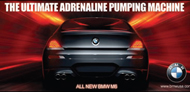 THE ULTIMATE ADRENALINE PUMPING MACHINE
ALL NEW BMW M6